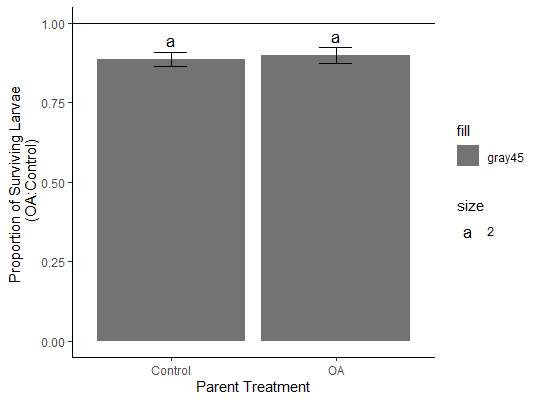 Proportion of Surviving Larvae
(OA:Control)
1.00
0.75
0.50
0.25
0.00
a
a
Control
OA
Parent Treatment
fill
gray45
size
a 2